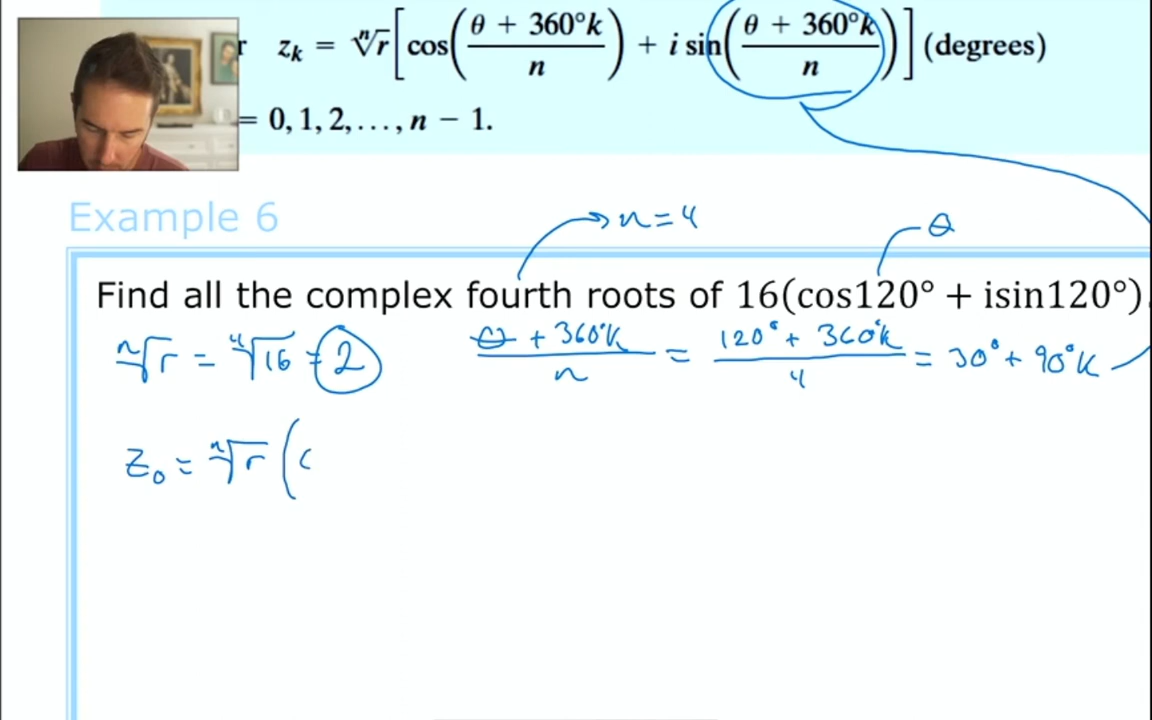 r z_k = ⁿ√r [cos((θ + 360°k)/n) + i sin((θ + 360°k)/n)] (degrees)
= 0, 1, 2, . . . , n − 1.
Example 6
n = 4
θ
Find all the complex fourth roots of 16(cos120° + isin120°)
ⁿ√r = ⁴√16 = 2
(θ + 360°k)/n = (120° + 360°k)/4 = 30° + 90°k
z₀ = ⁿ√r ( c